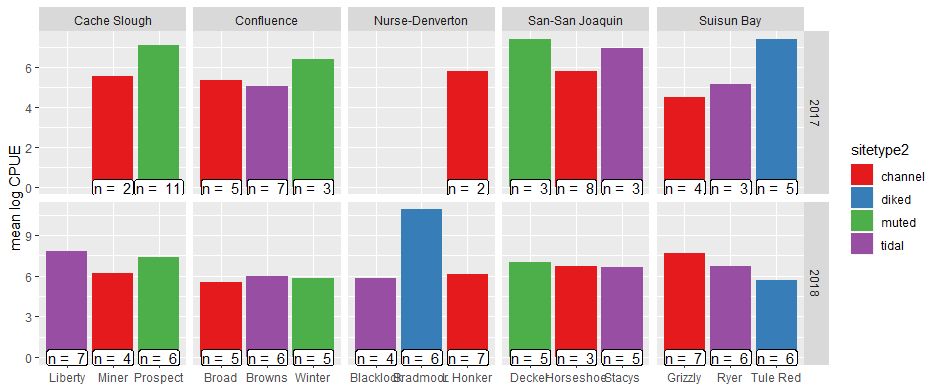 Cache Slough Confluence Nurse-Denverton San-San Joaquin Suisun Bay
mean log CPUE
6
4
2
0
n = 2 n = 11 n = 5 n = 7 n = 3 n = 2 n = 3 n = 8 n = 3 n = 4 n = 3 n = 5
2017
9
6
3
0
n = 7 n = 4 n = 6 n = 5 n = 6 n = 5 n = 4 n = 6 n = 7 n = 5 n = 3 n = 5 n = 7 n = 6 n = 6
2018
Liberty Miner Prospect Broad Browns Winter Honker Stacys Grizzly Ryer Tule Red
sitetype2
channel
diked
muted
tidal